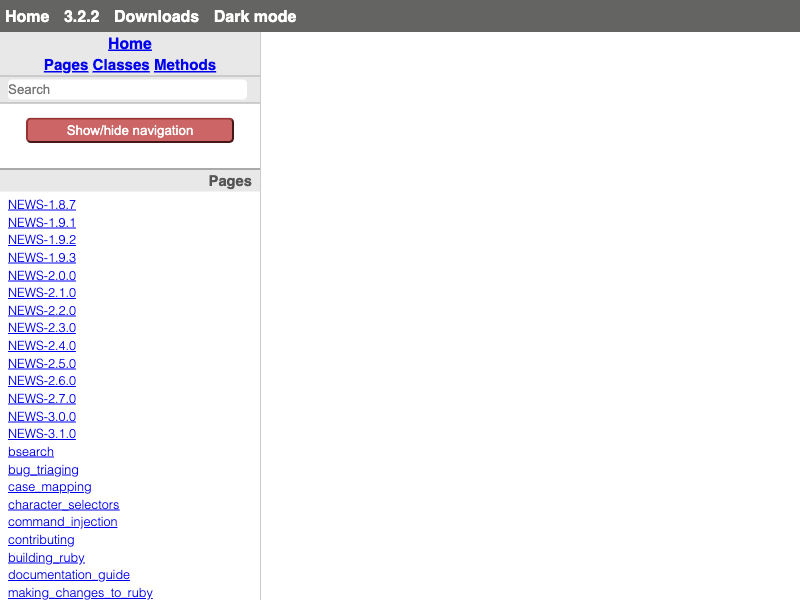 Home 3.2.2 Downloads Dark mode
Home
Pages Classes Methods
Search
Show/hide navigation
Pages
NEWS-1.8.7
NEWS-1.9.1
NEWS-1.9.2
NEWS-1.9.3
NEWS-2.0.0
NEWS-2.1.0
NEWS-2.2.0
NEWS-2.3.0
NEWS-2.4.0
NEWS-2.5.0
NEWS-2.6.0
NEWS-2.7.0
NEWS-3.0.0
NEWS-3.1.0
bsearch
bug_triaging
case_mapping
character_selectors
command_injection
contributing
building_ruby
documentation_guide
making_changes_to_ruby